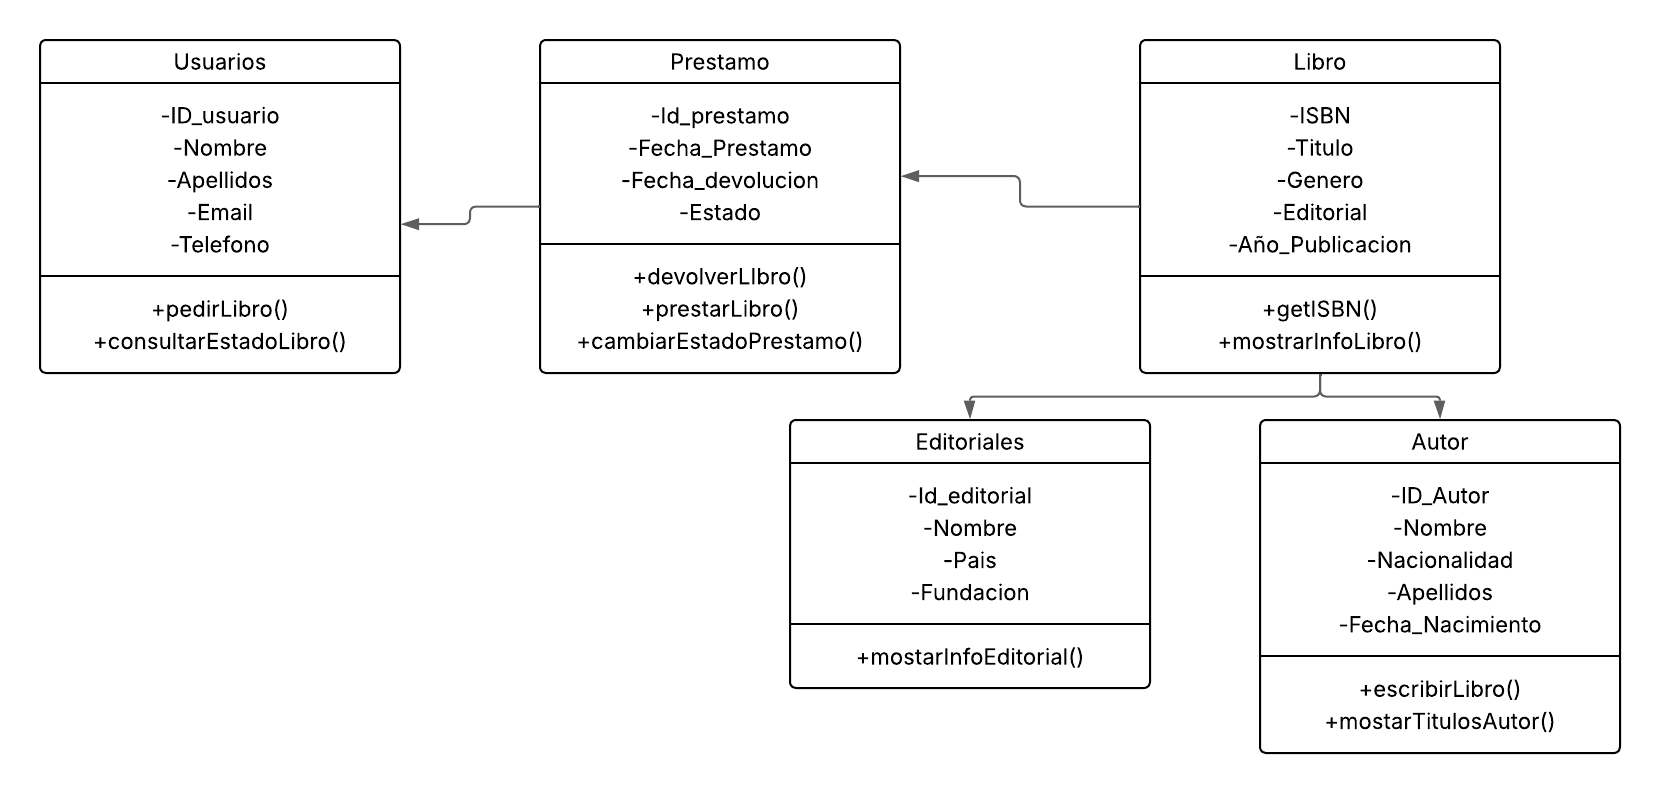 Usuarios
-ID_usuario
-Nombre
-Apellidos
-Email
-Telefono
+pedirLibro()
+consultarEstadoLibro()
Prestamo
-Id_prestamo
-Fecha_Prestamo
-Fecha_devolucion
-Estado
+devolverLIbro()
+prestarLibro()
+cambiarEstadoPrestamo()
Libro
-ISBN
-Titulo
-Genero
-Editorial
-Año_Publicacion
+getISBN()
+mostrarInfoLibro()
Editoriales
-Id_editorial
-Nombre
-Pais
-Fundacion
+mostarInfoEditorial()
Autor
-ID_Autor
-Nombre
-Nacionalidad
-Apellidos
-Fecha_Nacimiento
+escribirLibro()
+mostarTitulosAutor()